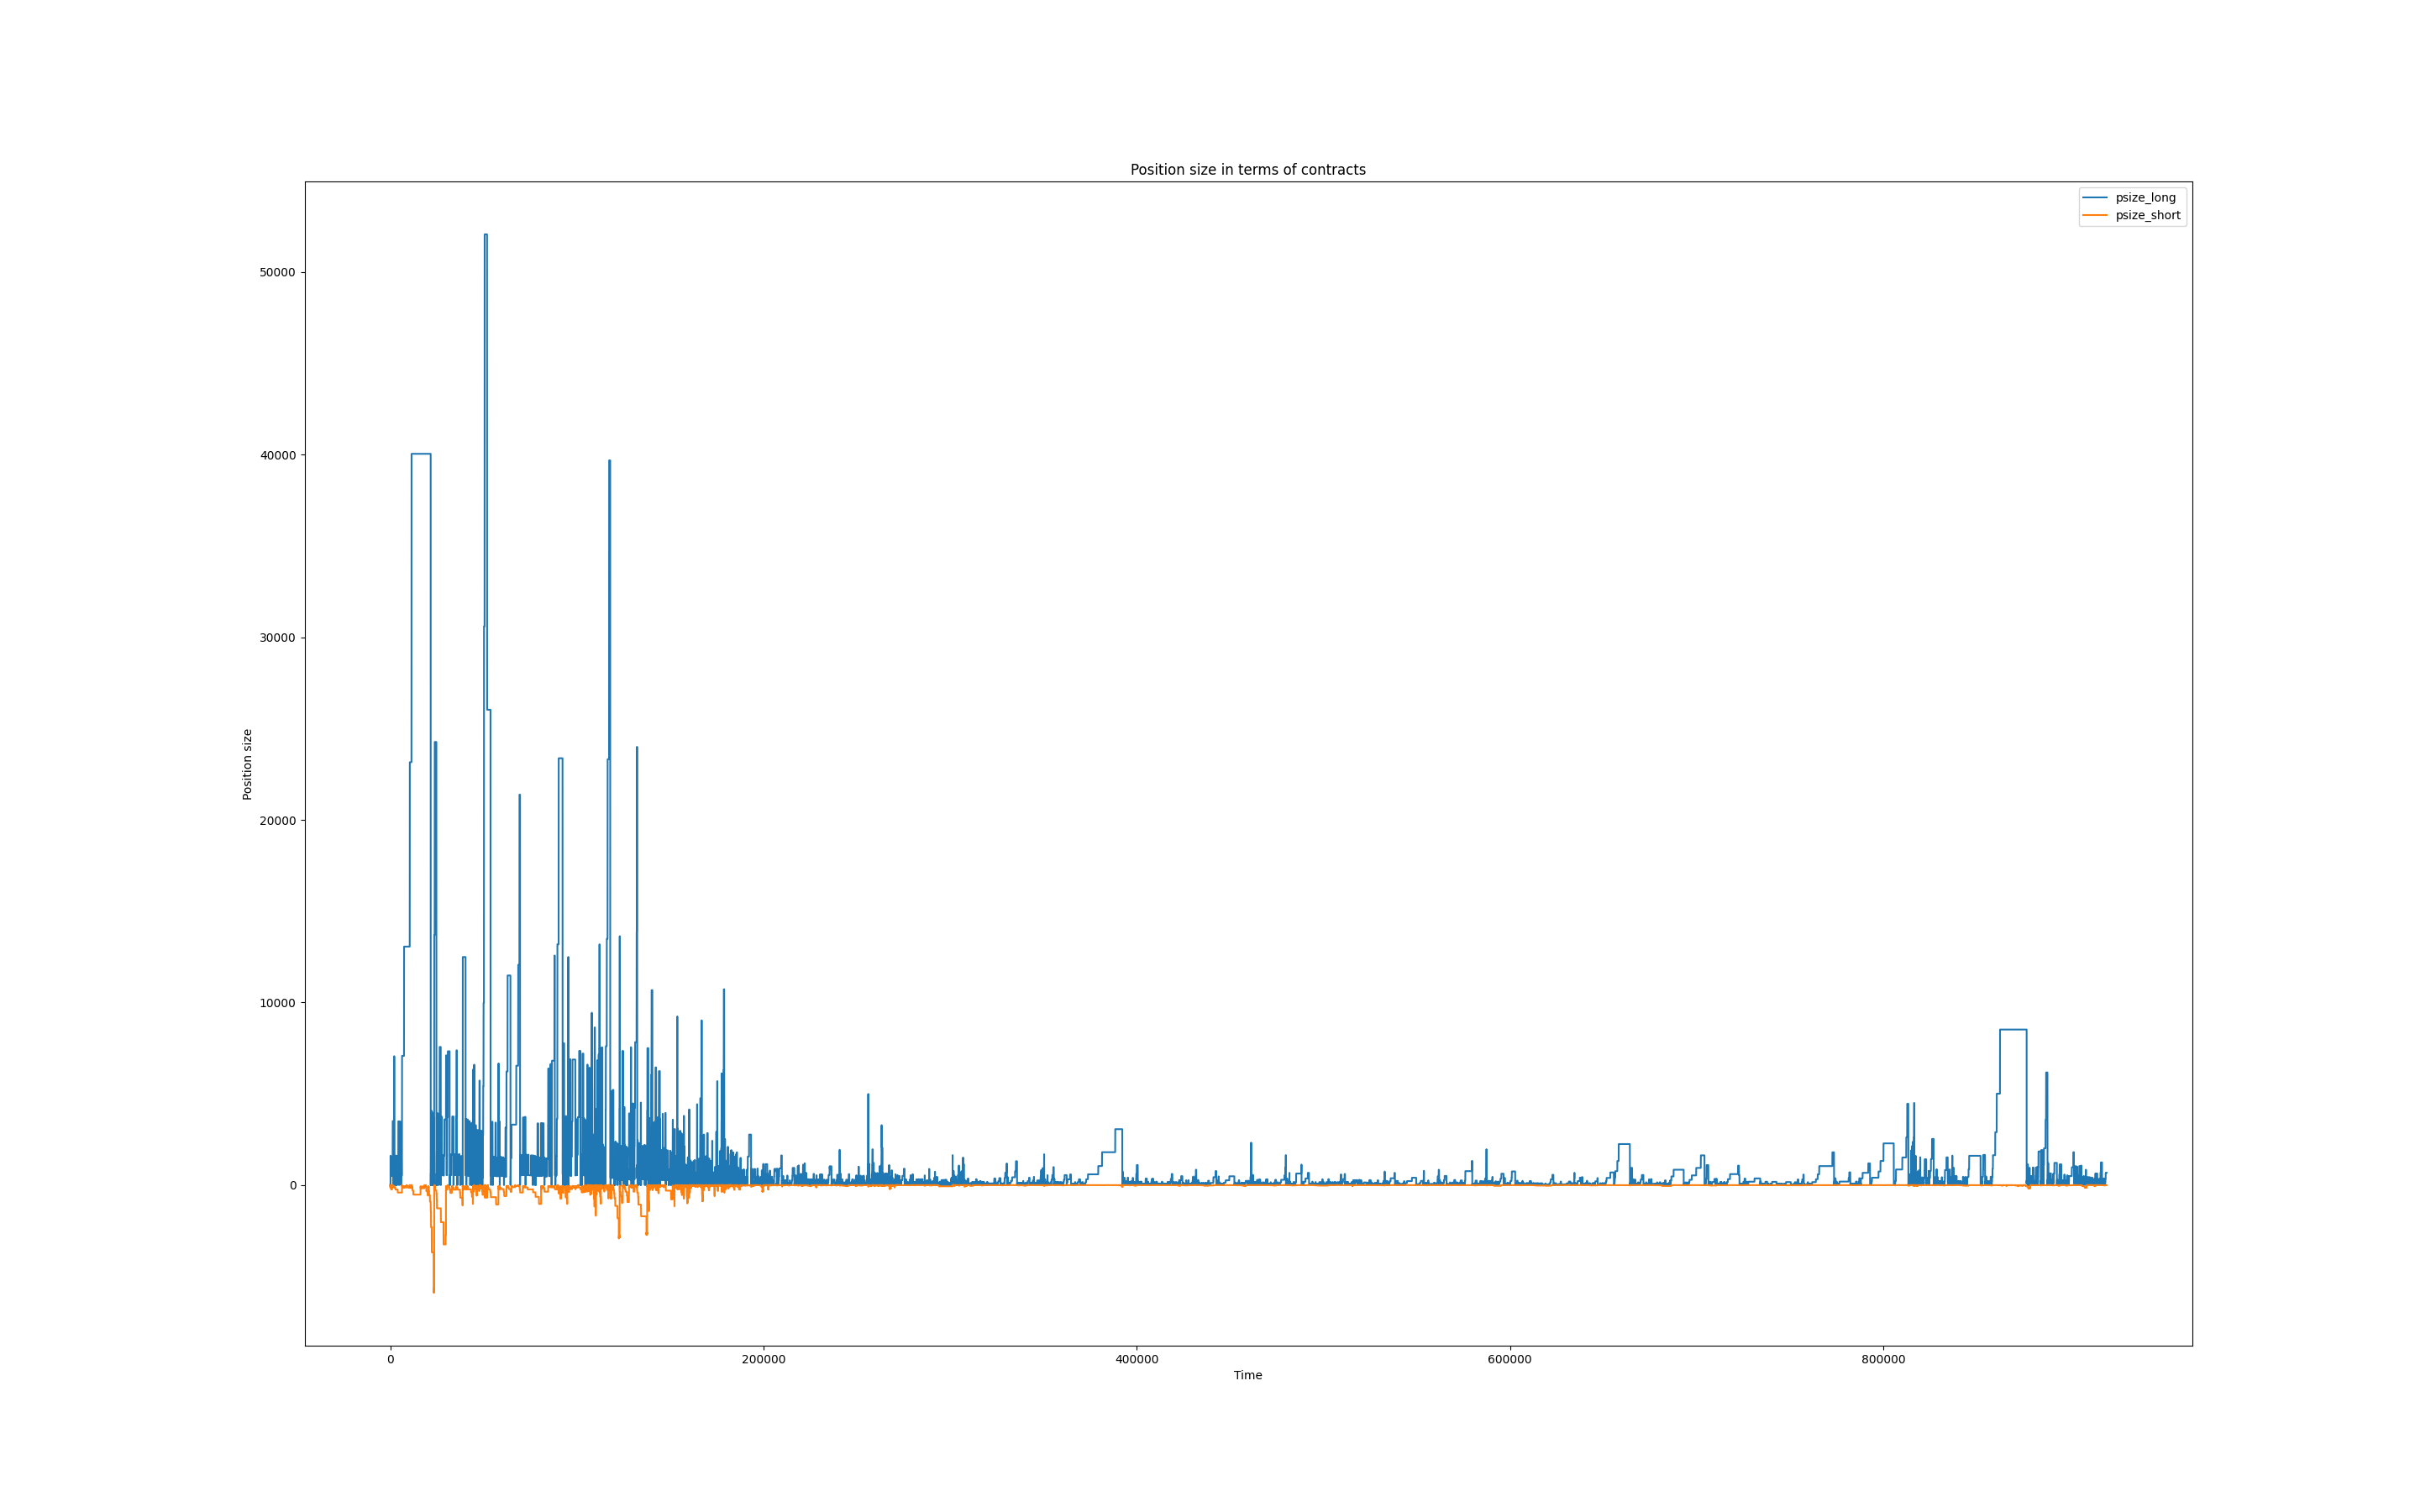 Position size in terms of contracts
psize_long
psize_short
50000
40000
30000
20000
10000
0
Position size
0 200000 400000 600000 800000
Time